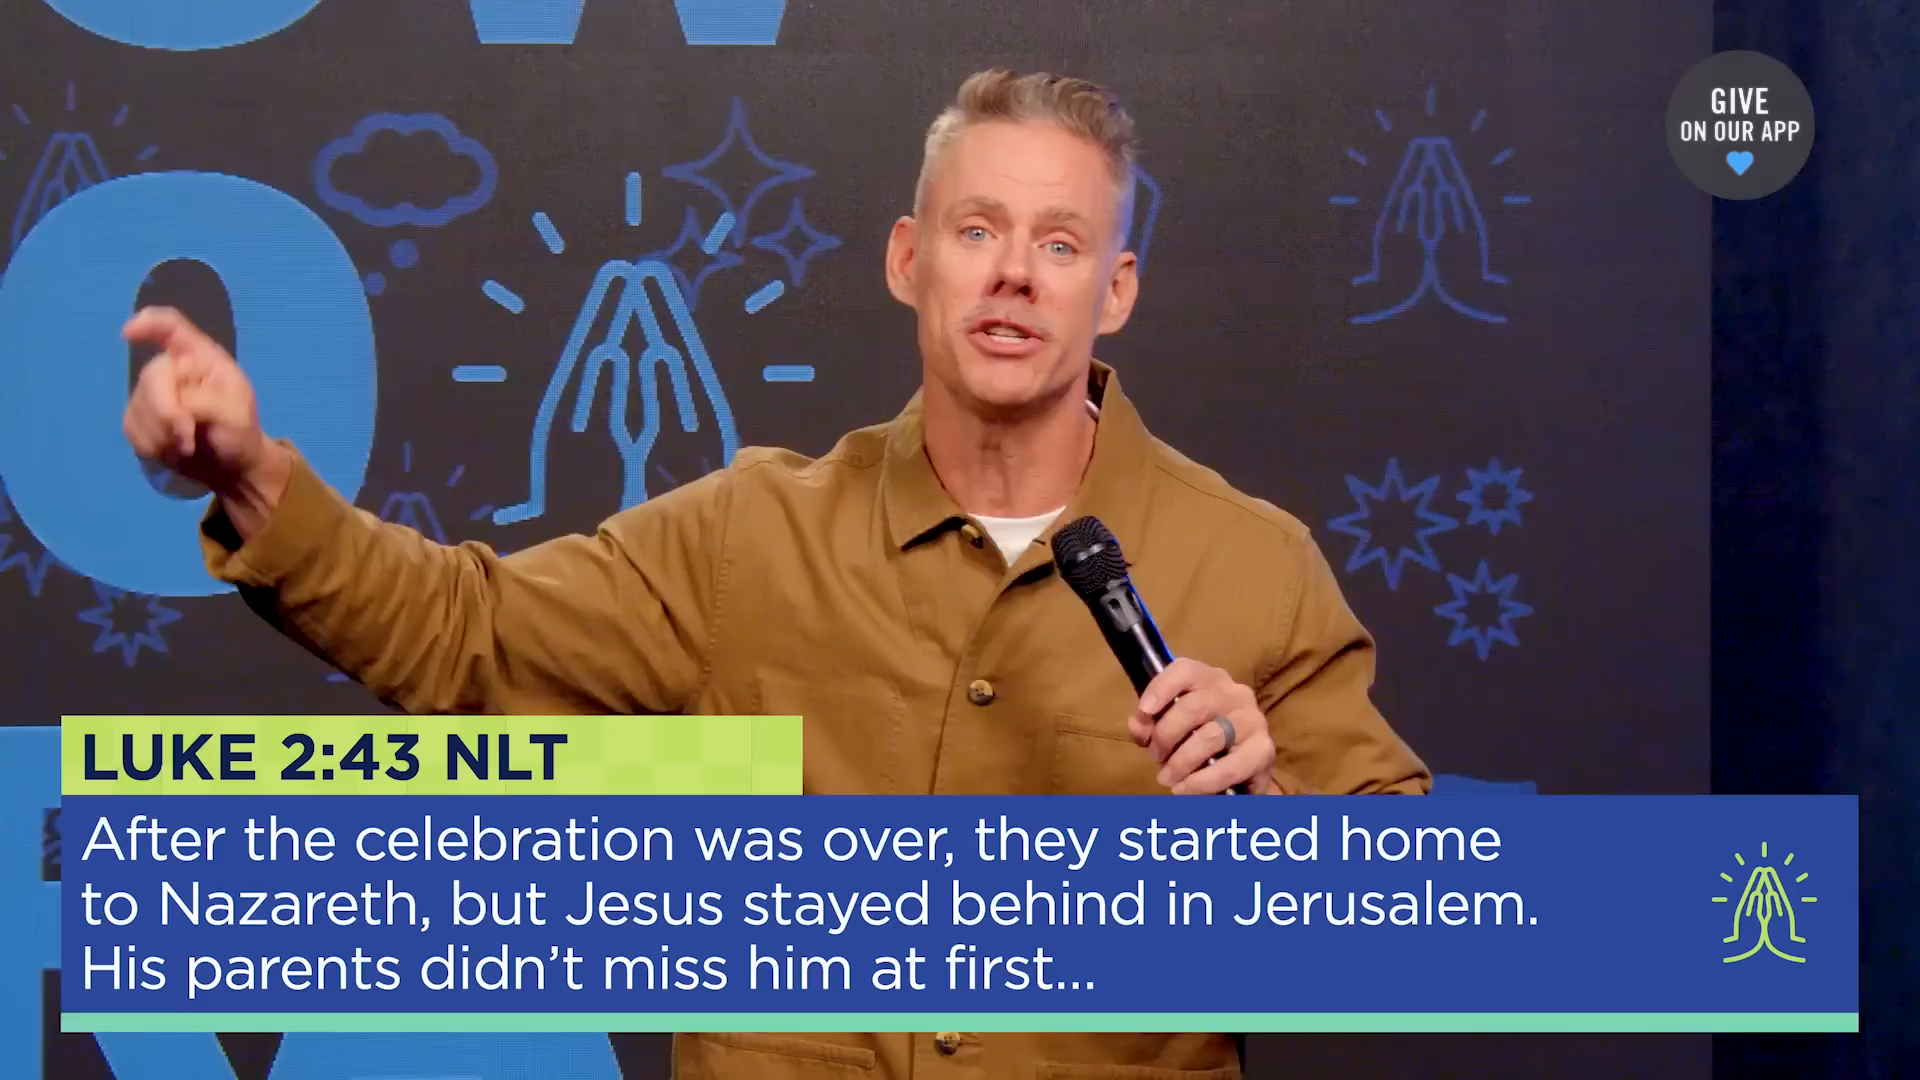 GIVE
ON OUR APP
LUKE 2:43 NLT
After the celebration was over, they started home
to Nazareth, but Jesus stayed behind in Jerusalem.
His parents didn’t miss him at first...